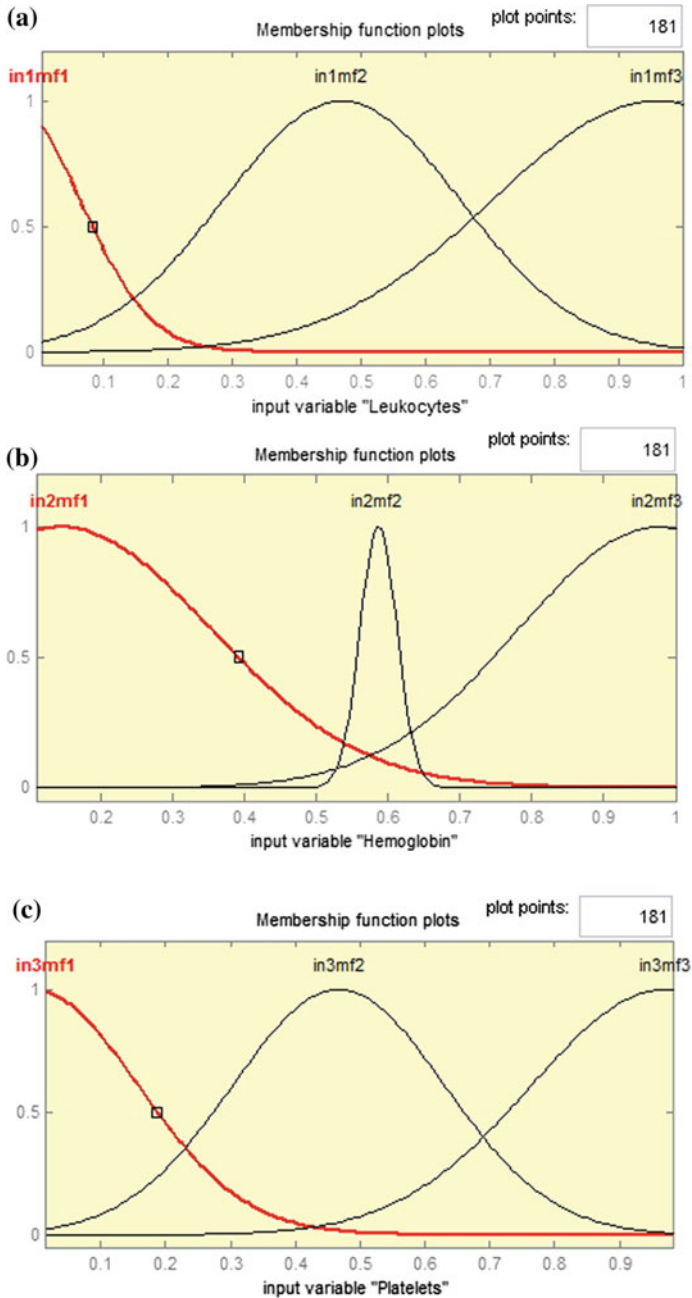 (a)
Membership function plots
plot points: 181
in1mf1 in1mf2 in1mf3
1
0.5
0
0.1 0.2 0.3 0.4 0.5 0.6 0.7 0.8 0.9 1
input variable "Leukocytes"
(b)
Membership function plots
plot points: 181
in2mf1 in2mf2 in2mf3
1
0.5
0
0.2 0.3 0.4 0.5 0.6 0.7 0.8 0.9 1
input variable "Hemoglobin"
(c)
Membership function plots
plot points: 181
in3mf1 in3mf2 in3mf3
1
0.5
0
0.1 0.2 0.3 0.4 0.5 0.6 0.7 0.8 0.9
input variable "Platelets"